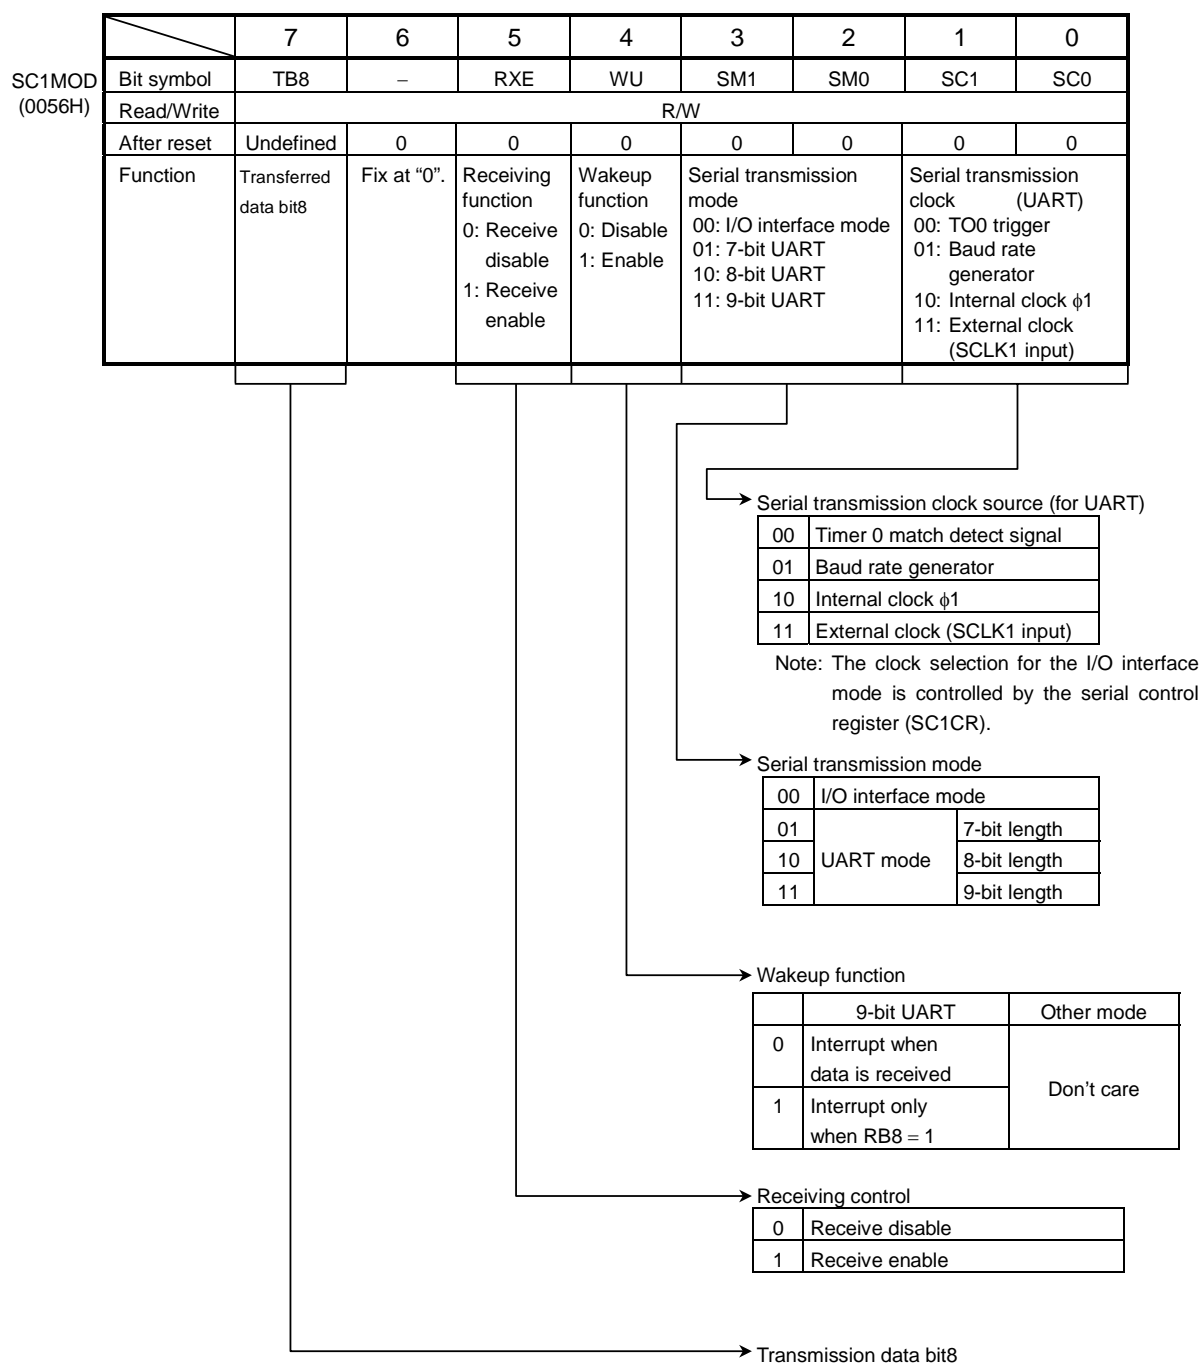 7 6 5 4 3 2 1 0
SC1MOD
(0056H)
Bit symbol TB8 – RXE WU SM1 SM0 SC1 SC0
Read/Write R/W
After reset Undefined 0 0 0 0 0 0 0
Function
Transferred
data bit8
Fix at “0”.
Receiving
function
0: Receive
disable
1: Receive
enable
Wakeup
function
0: Disable
1: Enable
Serial transmission
mode
00: I/O interface mode
01: 7-bit UART
10: 8-bit UART
11: 9-bit UART
Serial transmission
clock (UART)
00: TO0 trigger
01: Baud rate
generator
10: Internal clock ϕ1
11: External clock
(SCLK1 input)
Serial transmission clock source (for UART)
00 Timer 0 match detect signal
01 Baud rate generator
10 Internal clock ϕ1
11 External clock (SCLK1 input)
Note: The clock selection for the I/O interface
mode is controlled by the serial control
register (SC1CR).
Serial transmission mode
00 I/O interface mode
01 7-bit length
10 UART mode 8-bit length
11 9-bit length
Wakeup function
9-bit UART Other mode
0 Interrupt when
data is received
1 Interrupt only
when RB8 = 1
Don’t care
Receiving control
0 Receive disable
1 Receive enable
Transmission data bit8